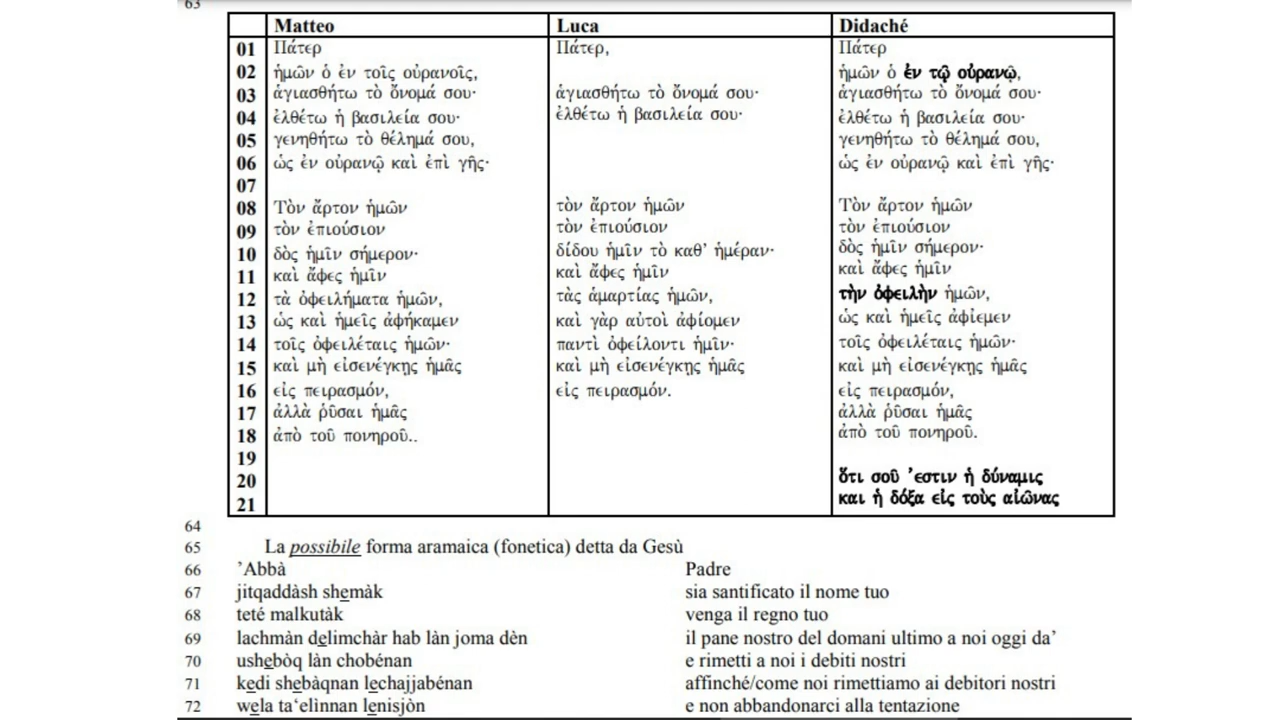 63
Matteo Luca Didaché
01 Πάτερ Πάτερ, Πάτερ
02 ἡμῶν ὁ ἐν τοῖς οὐρανοῖς, ἡμῶν ὁ ἐν τῷ οὐρανῷ,
03 ἁγιασθήτω τὸ ὄνομά σου· ἁγιασθήτω τὸ ὄνομά σου· ἁγιασθήτω τὸ ὄνομά σου·
04 ἐλθέτω ἡ βασιλεία σου· ἐλθέτω ἡ βασιλεία σου· ἐλθέτω ἡ βασιλεία σου·
05 γενηθήτω τὸ θέλημά σου, γενηθήτω τὸ θέλημά σου,
06 ὡς ἐν οὐρανῷ καὶ ἐπὶ γῆς· ὡς ἐν οὐρανῷ καὶ ἐπὶ γῆς·
07
08 Τὸν ἄρτον ἡμῶν τὸν ἄρτον ἡμῶν Τὸν ἄρτον ἡμῶν
09 τὸν ἐπιούσιον τὸν ἐπιούσιον τὸν ἐπιούσιον
10 δὸς ἡμῖν σήμερον· δίδου ἡμῖν τὸ καθ’ ἡμέραν· δὸς ἡμῖν σήμερον·
11 καὶ ἄφες ἡμῖν καὶ ἄφες ἡμῖν καὶ ἄφες ἡμῖν
12 τὰ ὀφειλήματα ἡμῶν, τὰς ἁμαρτίας ἡμῶν, τὴν ὀφειλὴν ἡμῶν,
13 ὡς καὶ ἡμεῖς ἀφήκαμεν καὶ γὰρ αὐτοὶ ἀφίομεν ὡς καὶ ἡμεῖς ἀφίεμεν
14 τοῖς ὀφειλέταις ἡμῶν· παντὶ ὀφείλοντι ἡμῖν· τοῖς ὀφειλέταις ἡμῶν·
15 καὶ μὴ εἰσενέγκῃς ἡμᾶς καὶ μὴ εἰσενέγκῃς ἡμᾶς καὶ μὴ εἰσενέγκῃς ἡμᾶς
16 εἰς πειρασμόν, εἰς πειρασμόν. εἰς πειρασμόν,
17 ἀλλὰ ῥῦσαι ἡμᾶς ἀλλὰ ῥῦσαι ἡμᾶς
18 ἀπὸ τοῦ πονηροῦ.. ἀπὸ τοῦ πονηροῦ.
19
20 ὅτι σοῦ ’εστιν ἡ δύναμις
21 και ἡ δόξα εἰς τοὺς αἰῶνας
64
65 La possibile forma aramaica (fonetica) detta da Gesù
66 ’Abbà Padre
67 jitqaddàsh shemàk sia santificato il nome tuo
68 teté malkutàk venga il regno tuo
69 lachmàn delimchàr hab làn joma dèn il pane nostro del domani ultimo a noi oggi da’
70 ushebòq làn chobénan e rimetti a noi i debiti nostri
71 kedi shebàqnan lechajjabénan affinché/come noi rimettiamo ai debitori nostri
72 wela ta‘elìnnan lenisjòn e non abbandonarci alla tentazione